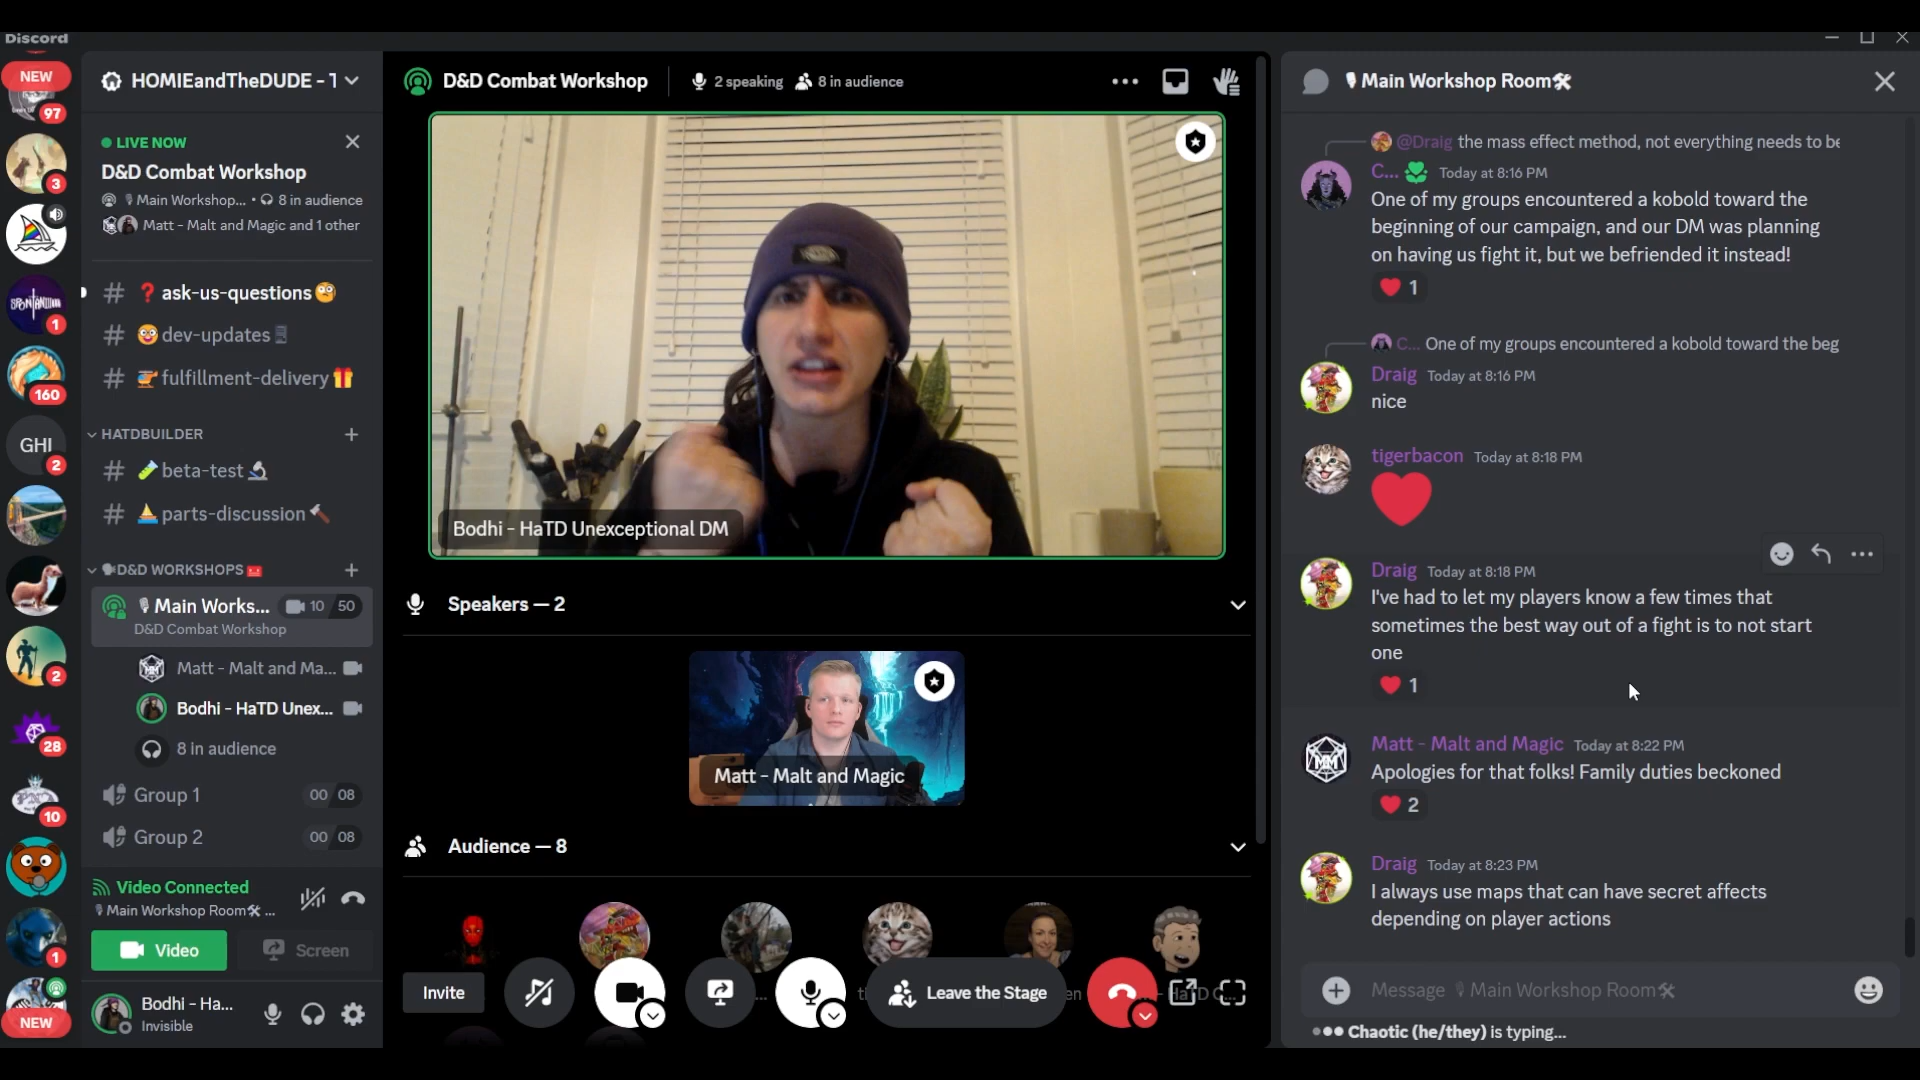 Discord
NEW
97
3
1
160
GHI
2
2
28
10
1
NEW
HOMIEandTheDUDE - T
LIVE NOW
D&D Combat Workshop
🎙Main Workshop... • 8 in audience
Matt - Malt and Magic and 1 other
# ❓ask-us-questions🧐
# dev-updates
# fulfillment-delivery🎁
HATDBUILDER
# 🧪beta-test🔬
# ⛵parts-discussion🔨
D&D WORKSHOPS
🎙Main Works... 10 / 50
D&D Combat Workshop
Matt - Malt and Ma...
Bodhi - HaTD Unex...
8 in audience
Group 1 00 / 08
Group 2 00 / 08
Video Connected
🎙Main Workshop Room🛠 ...
Video
Screen
Bodhi - Ha...
Invisible
D&D Combat Workshop
2 speaking 8 in audience
Bodhi - HaTD Unexceptional DM
Speakers — 2
Matt - Malt and Magic
Audience — 8
Invite
Leave the Stage
🎙Main Workshop Room🛠
@Draig the mass effect method, not everything needs to be
C... Today at 8:16 PM
One of my groups encountered a kobold toward the
beginning of our campaign, and our DM was planning
on having us fight it, but we befriended it instead!
❤️ 1
C... One of my groups encountered a kobold toward the beg
Draig Today at 8:16 PM
nice
tigerbacon Today at 8:18 PM
❤️
Draig Today at 8:18 PM
I've had to let my players know a few times that
sometimes the best way out of a fight is to not start
one
❤️ 1
Matt - Malt and Magic Today at 8:22 PM
Apologies for that folks! Family duties beckoned
❤️ 2
Draig Today at 8:23 PM
I always use maps that can have secret affects
depending on player actions
Message 🎙Main Workshop Room🛠
Chaotic (he/they) is typing...